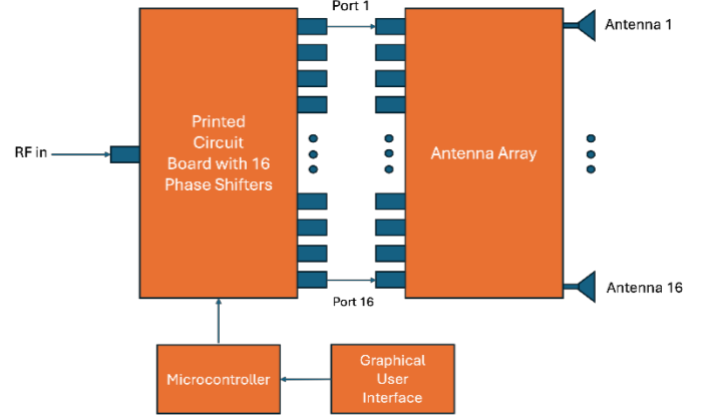 Port 1
Antenna 1
Printed
Circuit
Board with 16
Phase Shifters
RF in
Antenna Array
Antenna 16
Port 16
Microcontroller
Graphical
User
Interface